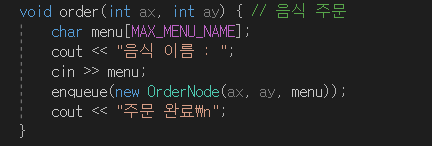 void order(int ax, int ay) { // 음식 주문
    char menu[MAX_MENU_NAME];
    cout << "음식 이름 : ";
    cin >> menu;
    enqueue(new OrderNode(ax, ay, menu));
    cout << "주문 완료₩n";
}